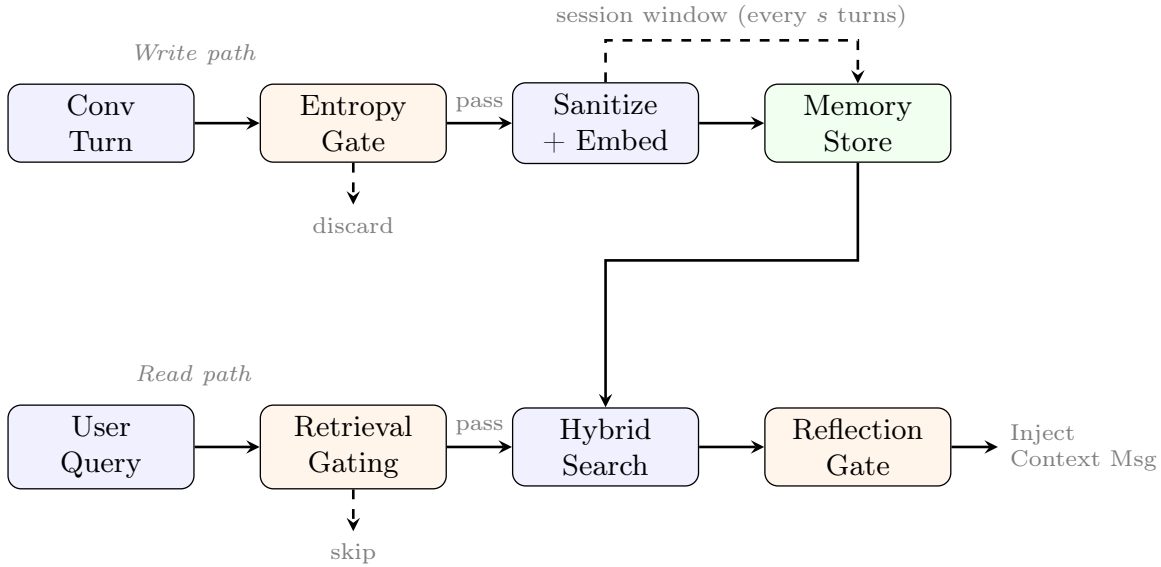 session window (every s turns)
Write path
Conv
Turn
Entropy
Gate
pass
Sanitize
+ Embed
Memory
Store
discard
Read path
User
Query
Retrieval
Gating
pass
Hybrid
Search
Reflection
Gate
Inject
Context Msg
skip